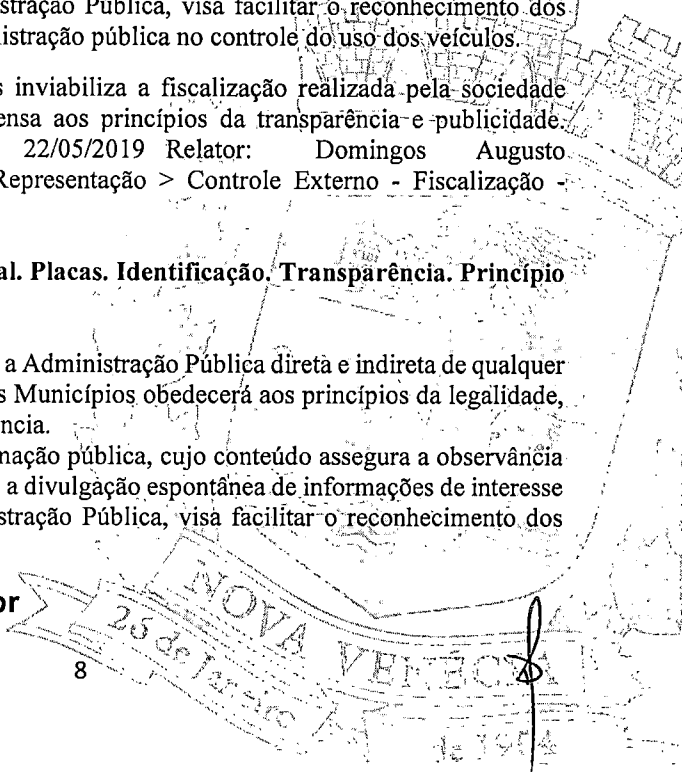 stração Pública, visa facilitar o reconhecimento dos
nistração pública no controle do uso dos veículos.
s inviabiliza a fiscalização realizada pela sociedade
ensa aos princípios da transparência e publicidade.
22/05/2019 Relator: Domingos Augusto
Representação > Controle Externo - Fiscalização -
al. Placas. Identificação. Transparência. Princípio
a Administração Pública direta e indireta de qualquer
s Municípios obedecerá aos princípios da legalidade,
ncia.
mação pública, cujo conteúdo assegura a observância
a divulgação espontânea de informações de interesse
stração Pública, visa facilitar o reconhecimento dos
or
8
NOVA VENÉCIA
25 de Janeiro
de 1954